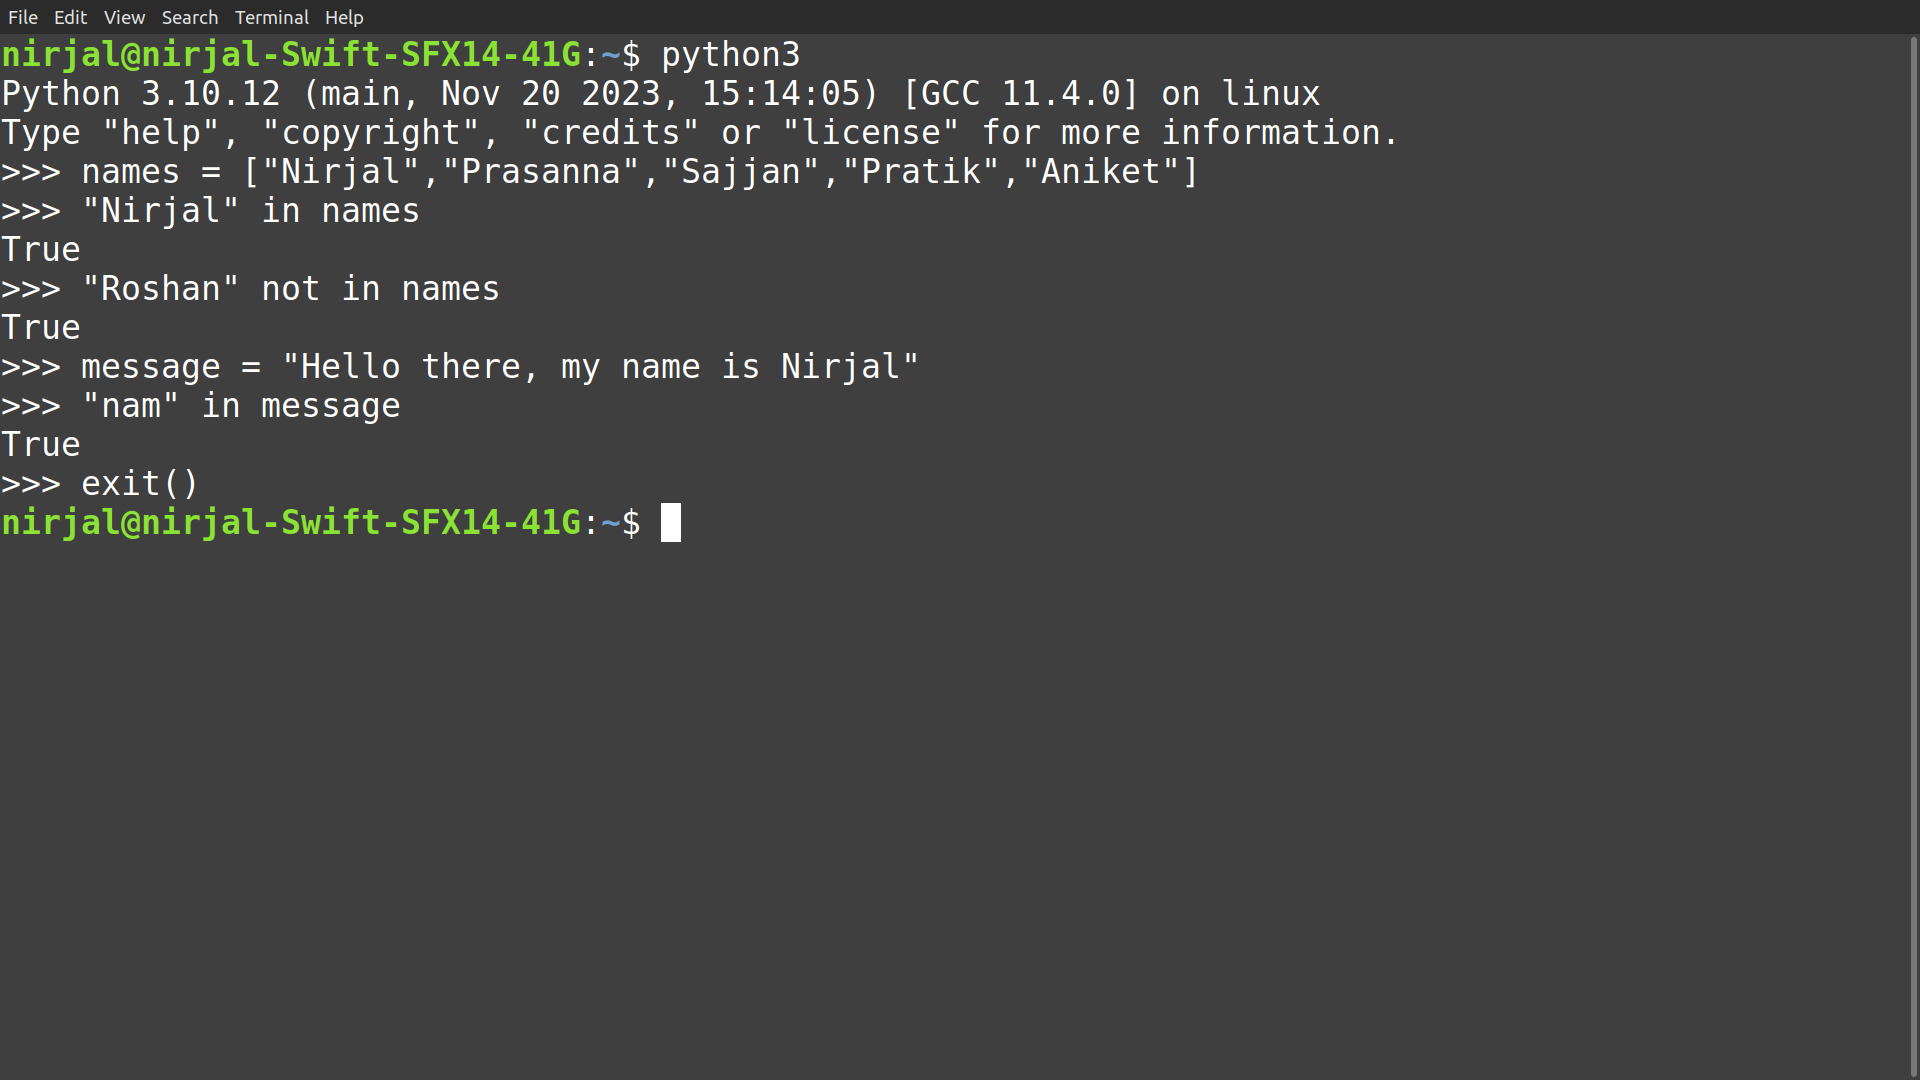 File Edit View Search Terminal Help
nirjal@nirjal-Swift-SFX14-41G:~$ python3
Python 3.10.12 (main, Nov 20 2023, 15:14:05) [GCC 11.4.0] on linux
Type "help", "copyright", "credits" or "license" for more information.
>>> names = ["Nirjal","Prasanna","Sajjan","Pratik","Aniket"]
>>> "Nirjal" in names
True
>>> "Roshan" not in names
True
>>> message = "Hello there, my name is Nirjal"
>>> "nam" in message
True
>>> exit()
nirjal@nirjal-Swift-SFX14-41G:~$